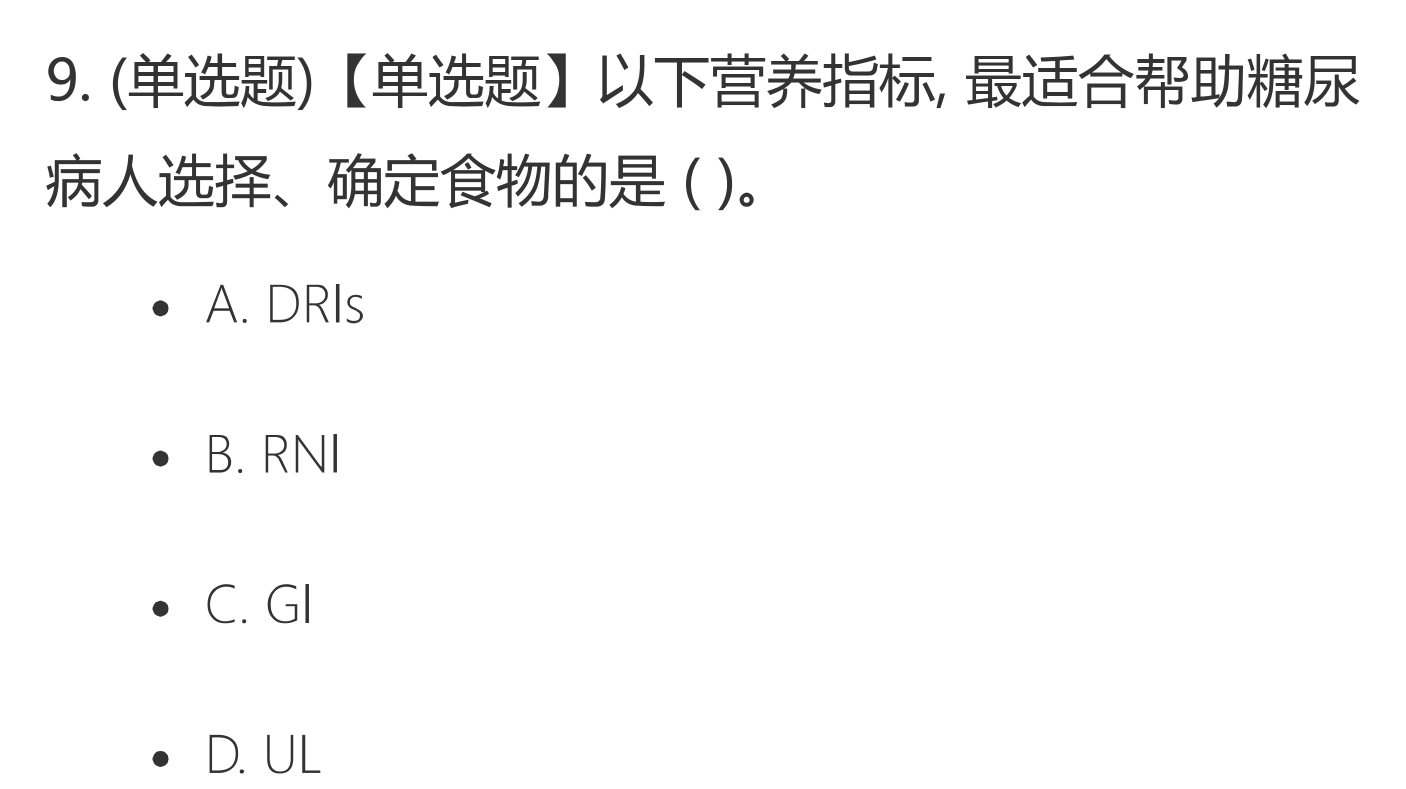 9. (单选题)【单选题】以下营养指标, 最适合帮助糖尿
病人选择、确定食物的是 ( )。
• A. DRIs
• B. RNI
• C. GI
• D. UL